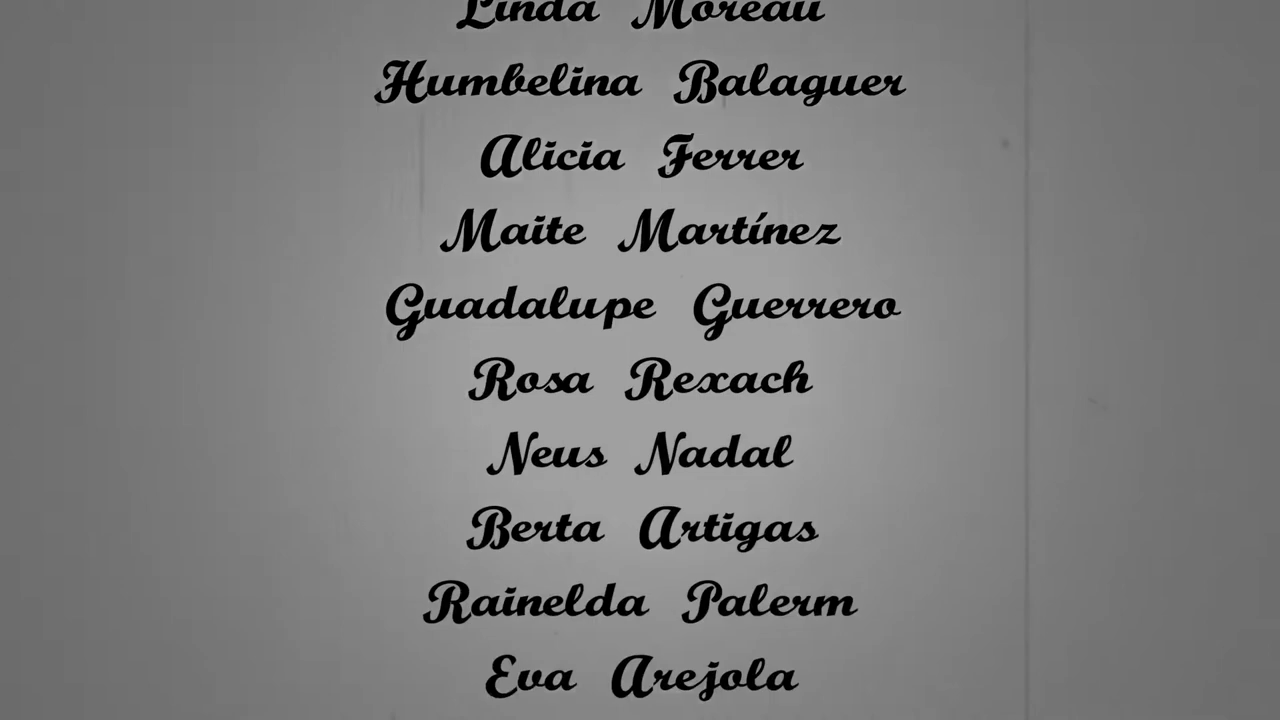 Linda Moreau
Humbelina Balaguer
Alicia Ferrer
Maite Martínez
Guadalupe Guerrero
Rosa Rexach
Neus Nadal
Berta Artigas
Rainelda Palerm
Eva Arejola